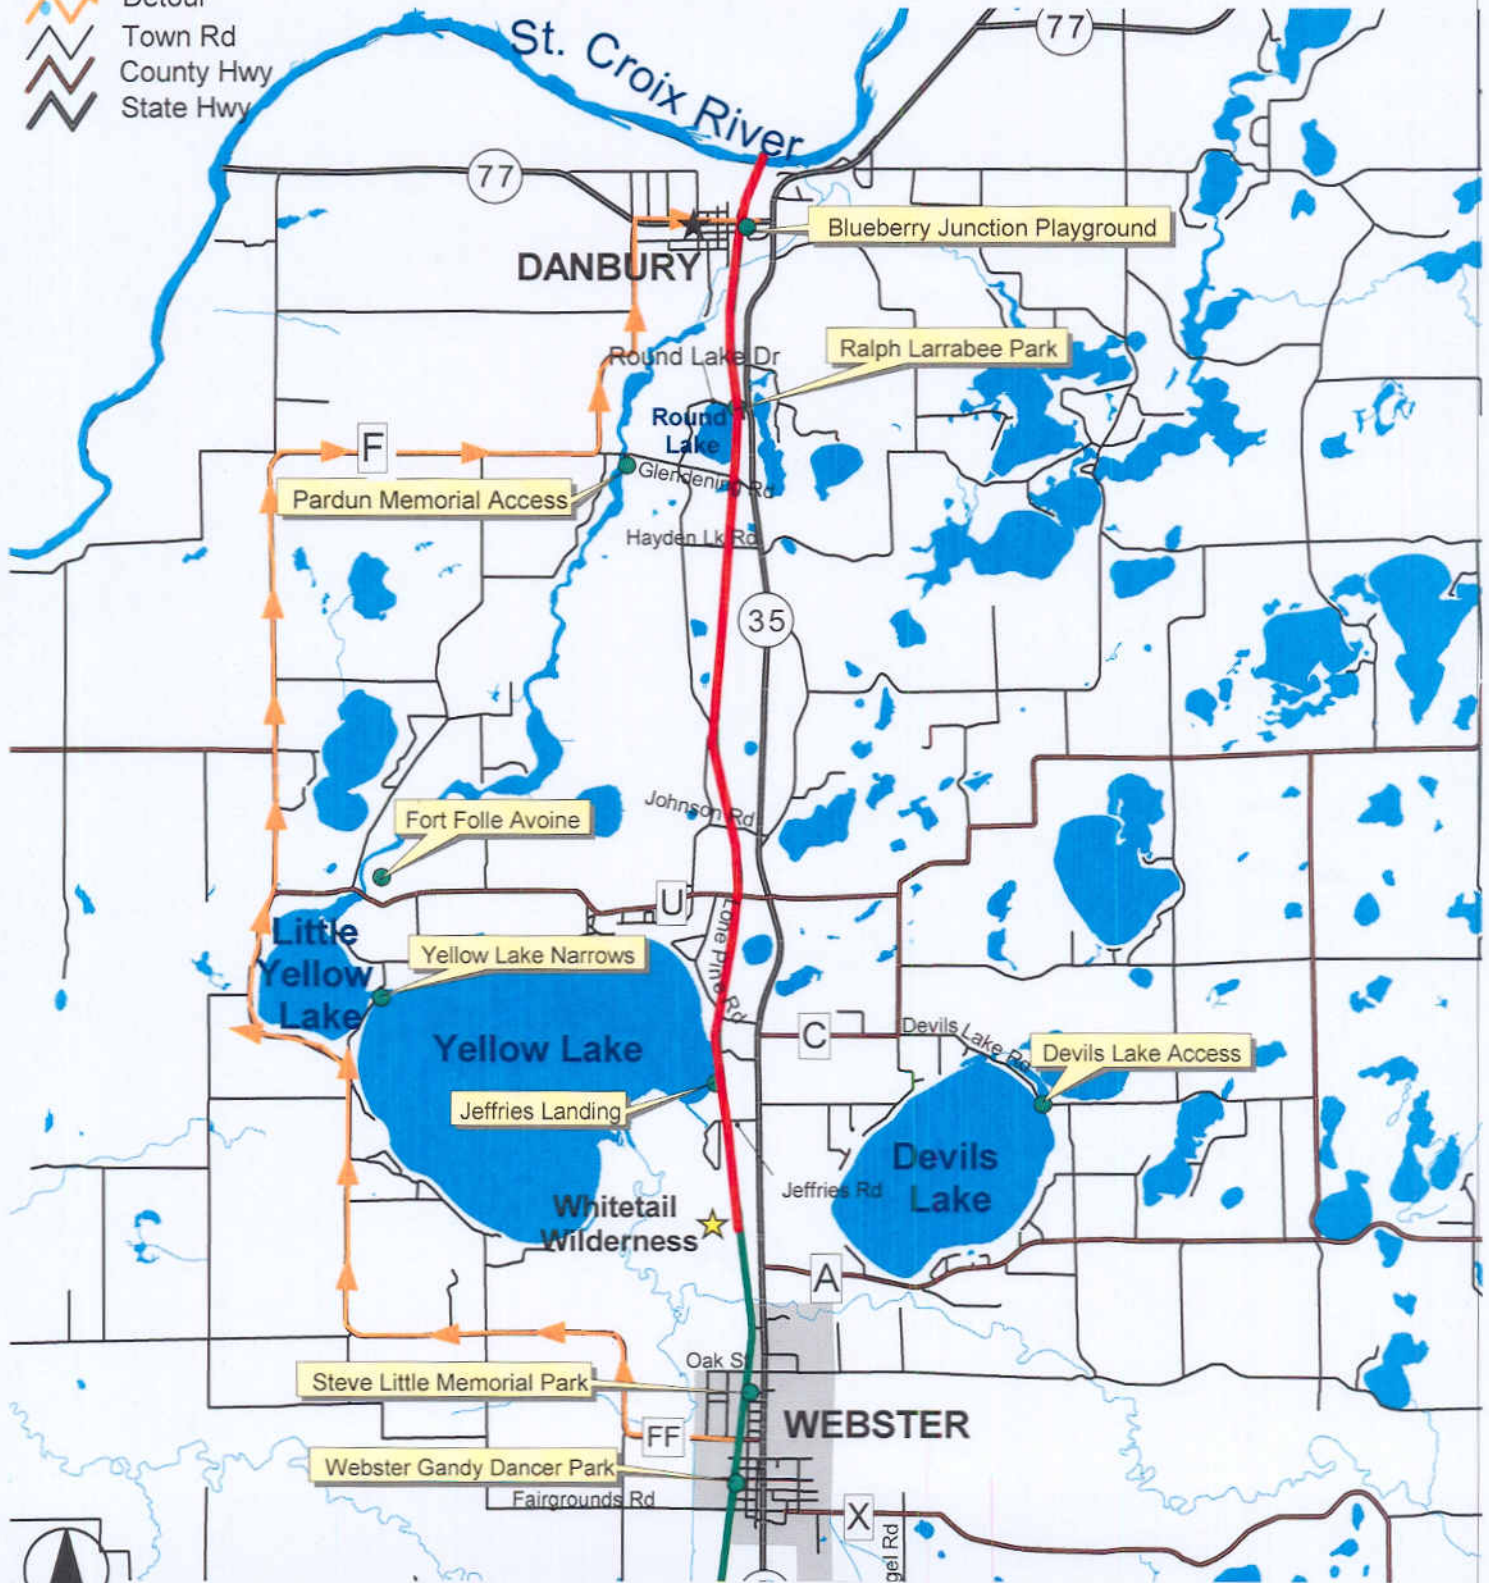 Detour
Town Rd
County Hwy
State Hwy
St. Croix River
77
77
Blueberry Junction Playground
DANBURY
Round Lake Dr
Ralph Larrabee Park
Round
Lake
F
Glendening Rd
Pardun Memorial Access
Hayden Lk Rd
35
Johnson Rd
Fort Folle Avoine
U
Lone Pine Rd
Little
Yellow
Lake
Yellow Lake Narrows
C
Devils Lake Rd
Yellow Lake
Devils Lake Access
Jeffries Landing
Devils
Lake
Jeffries Rd
Whitetail
Wilderness
A
Oak St
Steve Little Memorial Park
WEBSTER
FF
Webster Gandy Dancer Park
Fairgrounds Rd
X
gel Rd